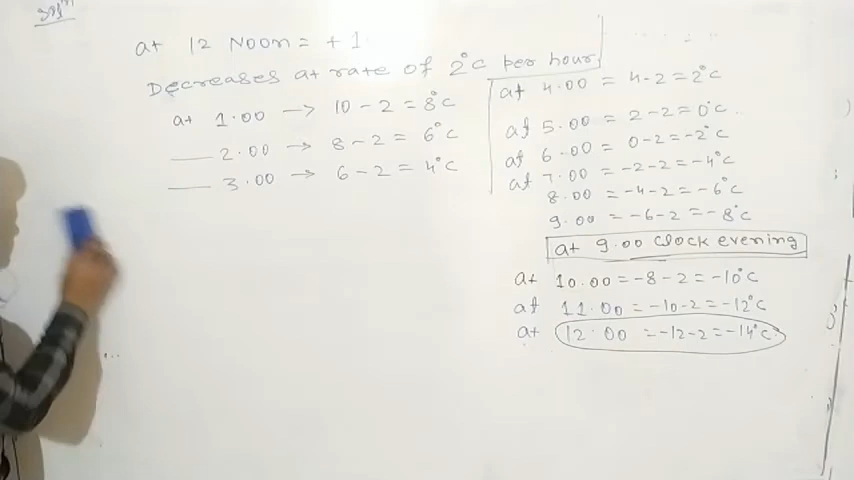 at 12 Noon = + 1
Decreases at rate of 2°c per hour
at 1.00 → 10 - 2 = 8°c
2.00 → 8 - 2 = 6°c
3.00 → 6 - 2 = 4°c
at 4.00 = 4-2 = 2°c
at 5.00 = 2-2 = 0°c
at 6.00 = 0-2 = -2°c
at 7.00 = -2-2 = -4°c
8.00 = -4-2 = -6°c
9.00 = -6-2 = -8°c
at 9.00 clock evening
at 10.00 = -8-2 = -10°c
at 11.00 = -10-2 = -12°c
at 12.00 = -12-2 = -14°c